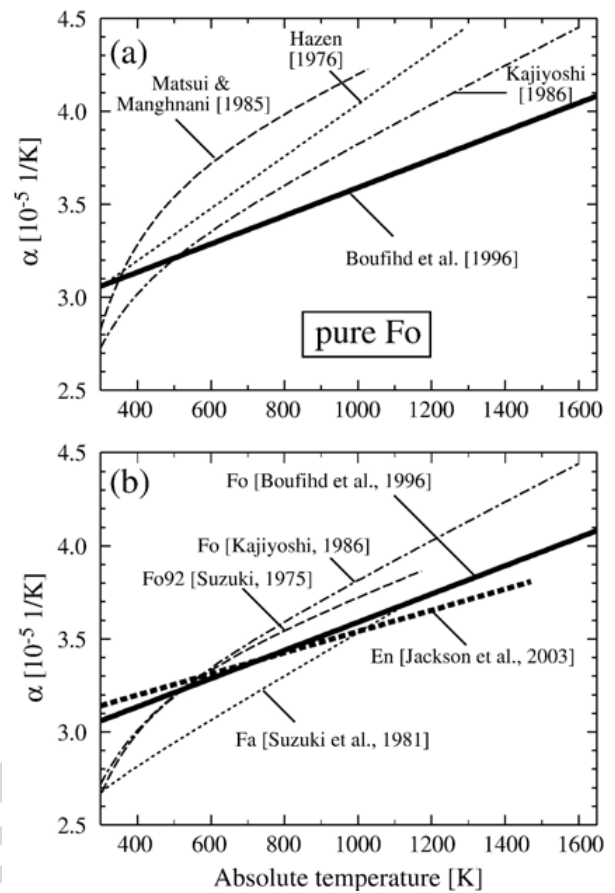 (a)
4.5
4.0
3.5
3.0
2.5
α [10⁻⁵ 1/K]
Matsui &
Manghnani [1985]
Hazen
[1976]
Kajiyoshi
[1986]
Boufihd et al. [1996]
pure Fo
400 600 800 1000 1200 1400 1600
(b)
4.5
4.0
3.5
3.0
2.5
α [10⁻⁵ 1/K]
Fo [Boufihd et al., 1996]
Fo [Kajiyoshi, 1986]
Fo92 [Suzuki, 1975]
En [Jackson et al., 2003]
Fa [Suzuki et al., 1981]
400 600 800 1000 1200 1400 1600
Absolute temperature [K]